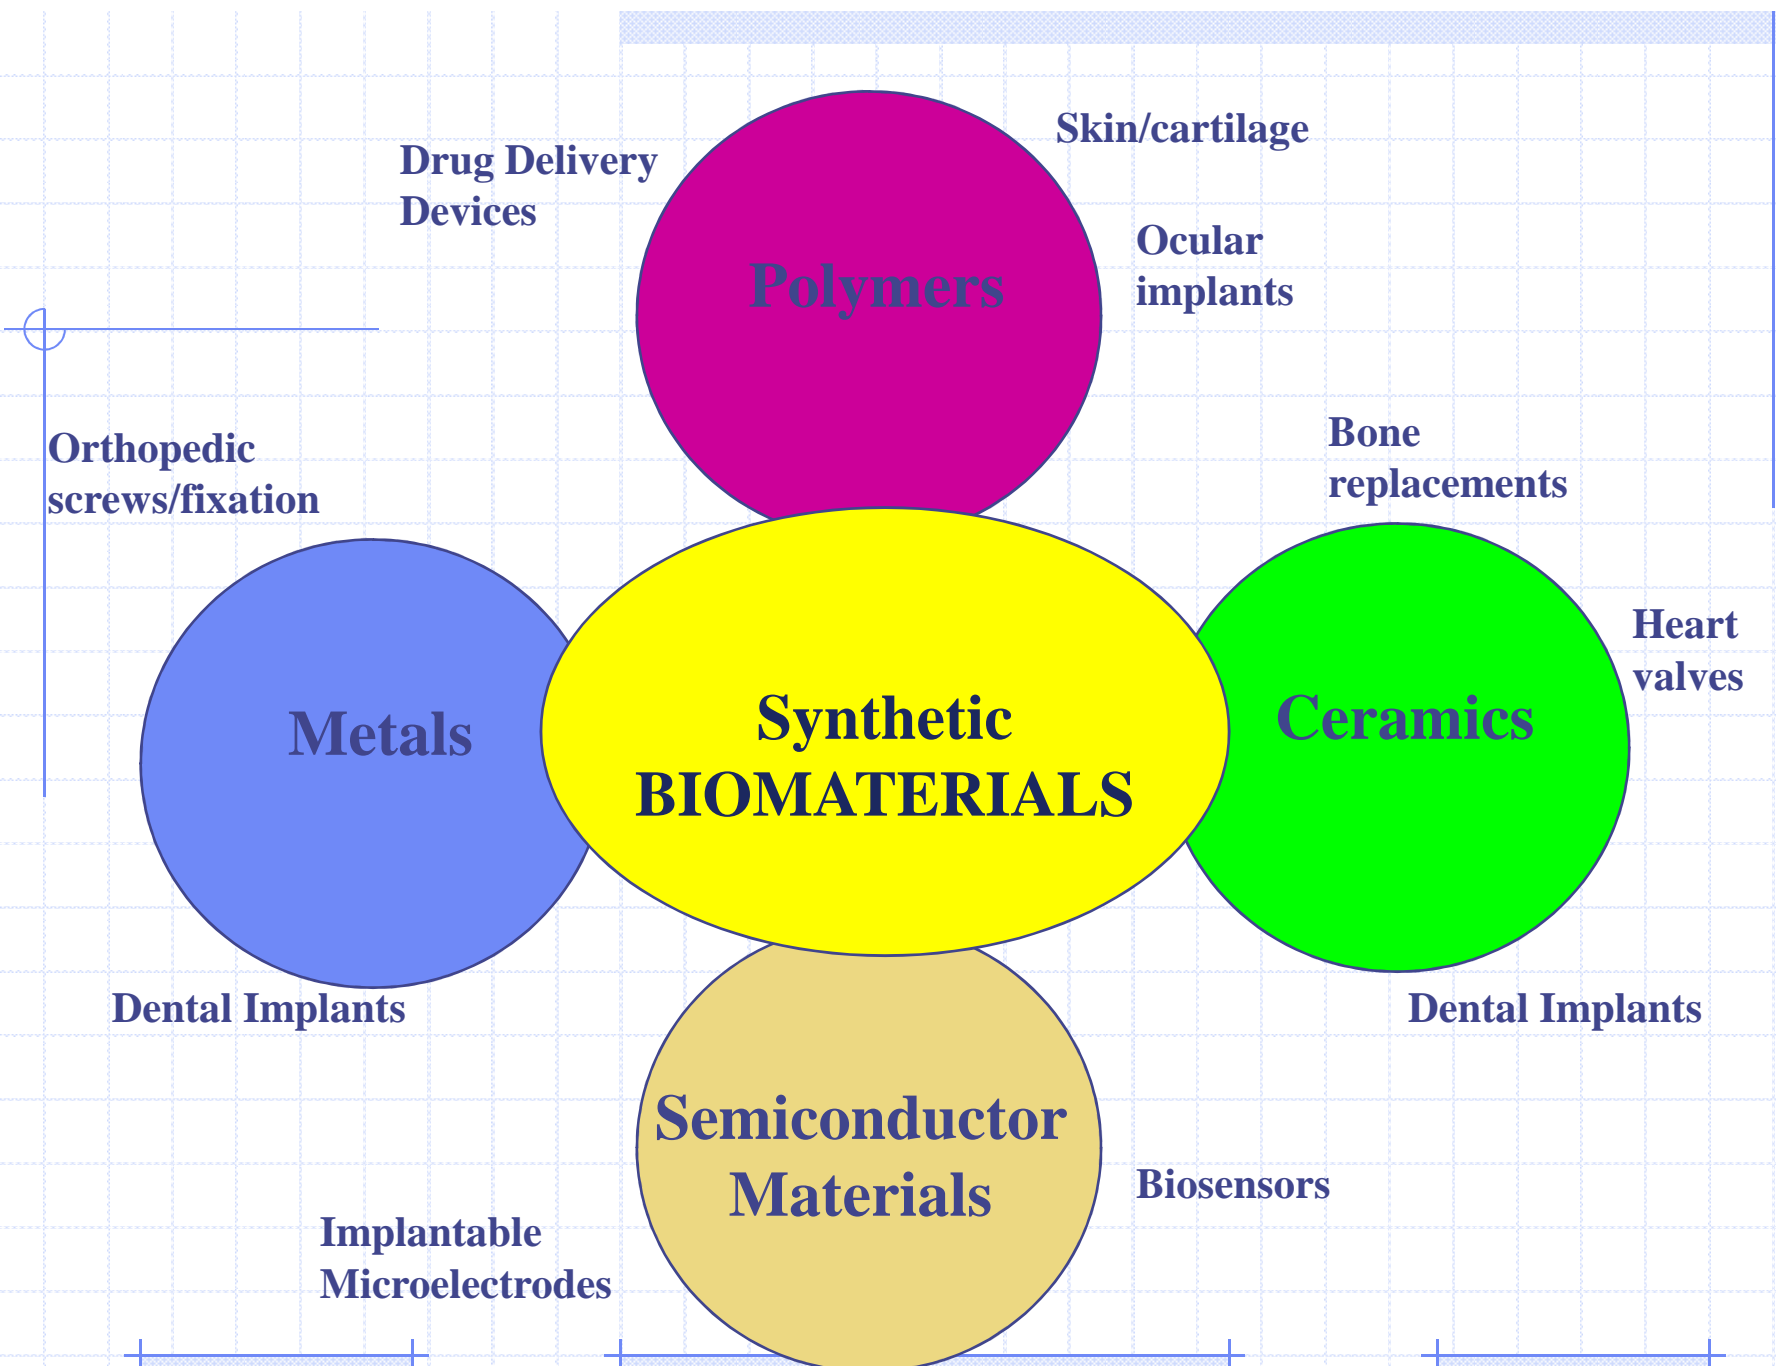 Skin/cartilage
Drug Delivery
Devices
Ocular
implants
Polymers
Orthopedic
screws/fixation
Bone
replacements
Heart
valves
Metals
Synthetic
BIOMATERIALS
Ceramics
Dental Implants
Dental Implants
Semiconductor
Materials
Biosensors
Implantable
Microelectrodes